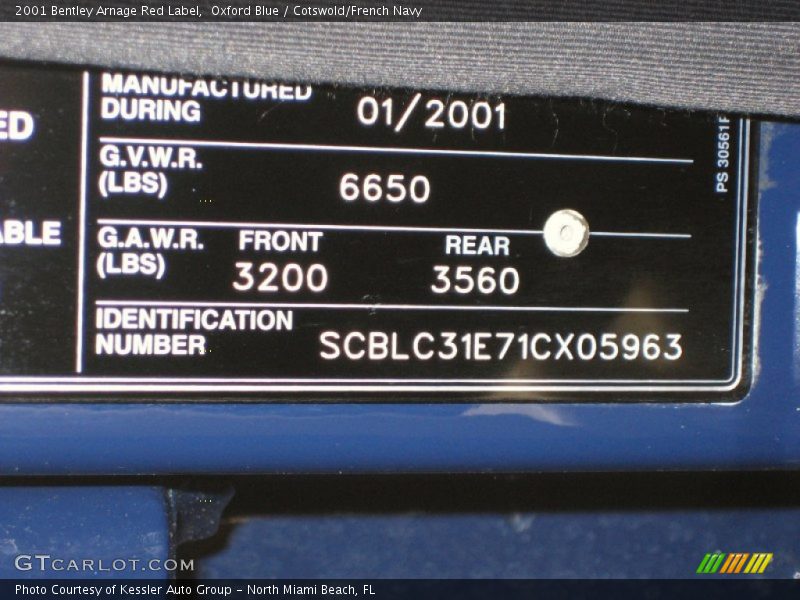 2001 Bentley Arnage Red Label,  Oxford Blue / Cotswold/French Navy
MANUFACTURED
DURING 01/2001
G.V.W.R.
(LBS) 6650
G.A.W.R. FRONT REAR
(LBS) 3200 3560
IDENTIFICATION
NUMBER SCBLC31E71CX05963
ED
ABLE
PS 30561F
GTCARLOT.COM
Photo Courtesy of Kessler Auto Group - North Miami Beach, FL